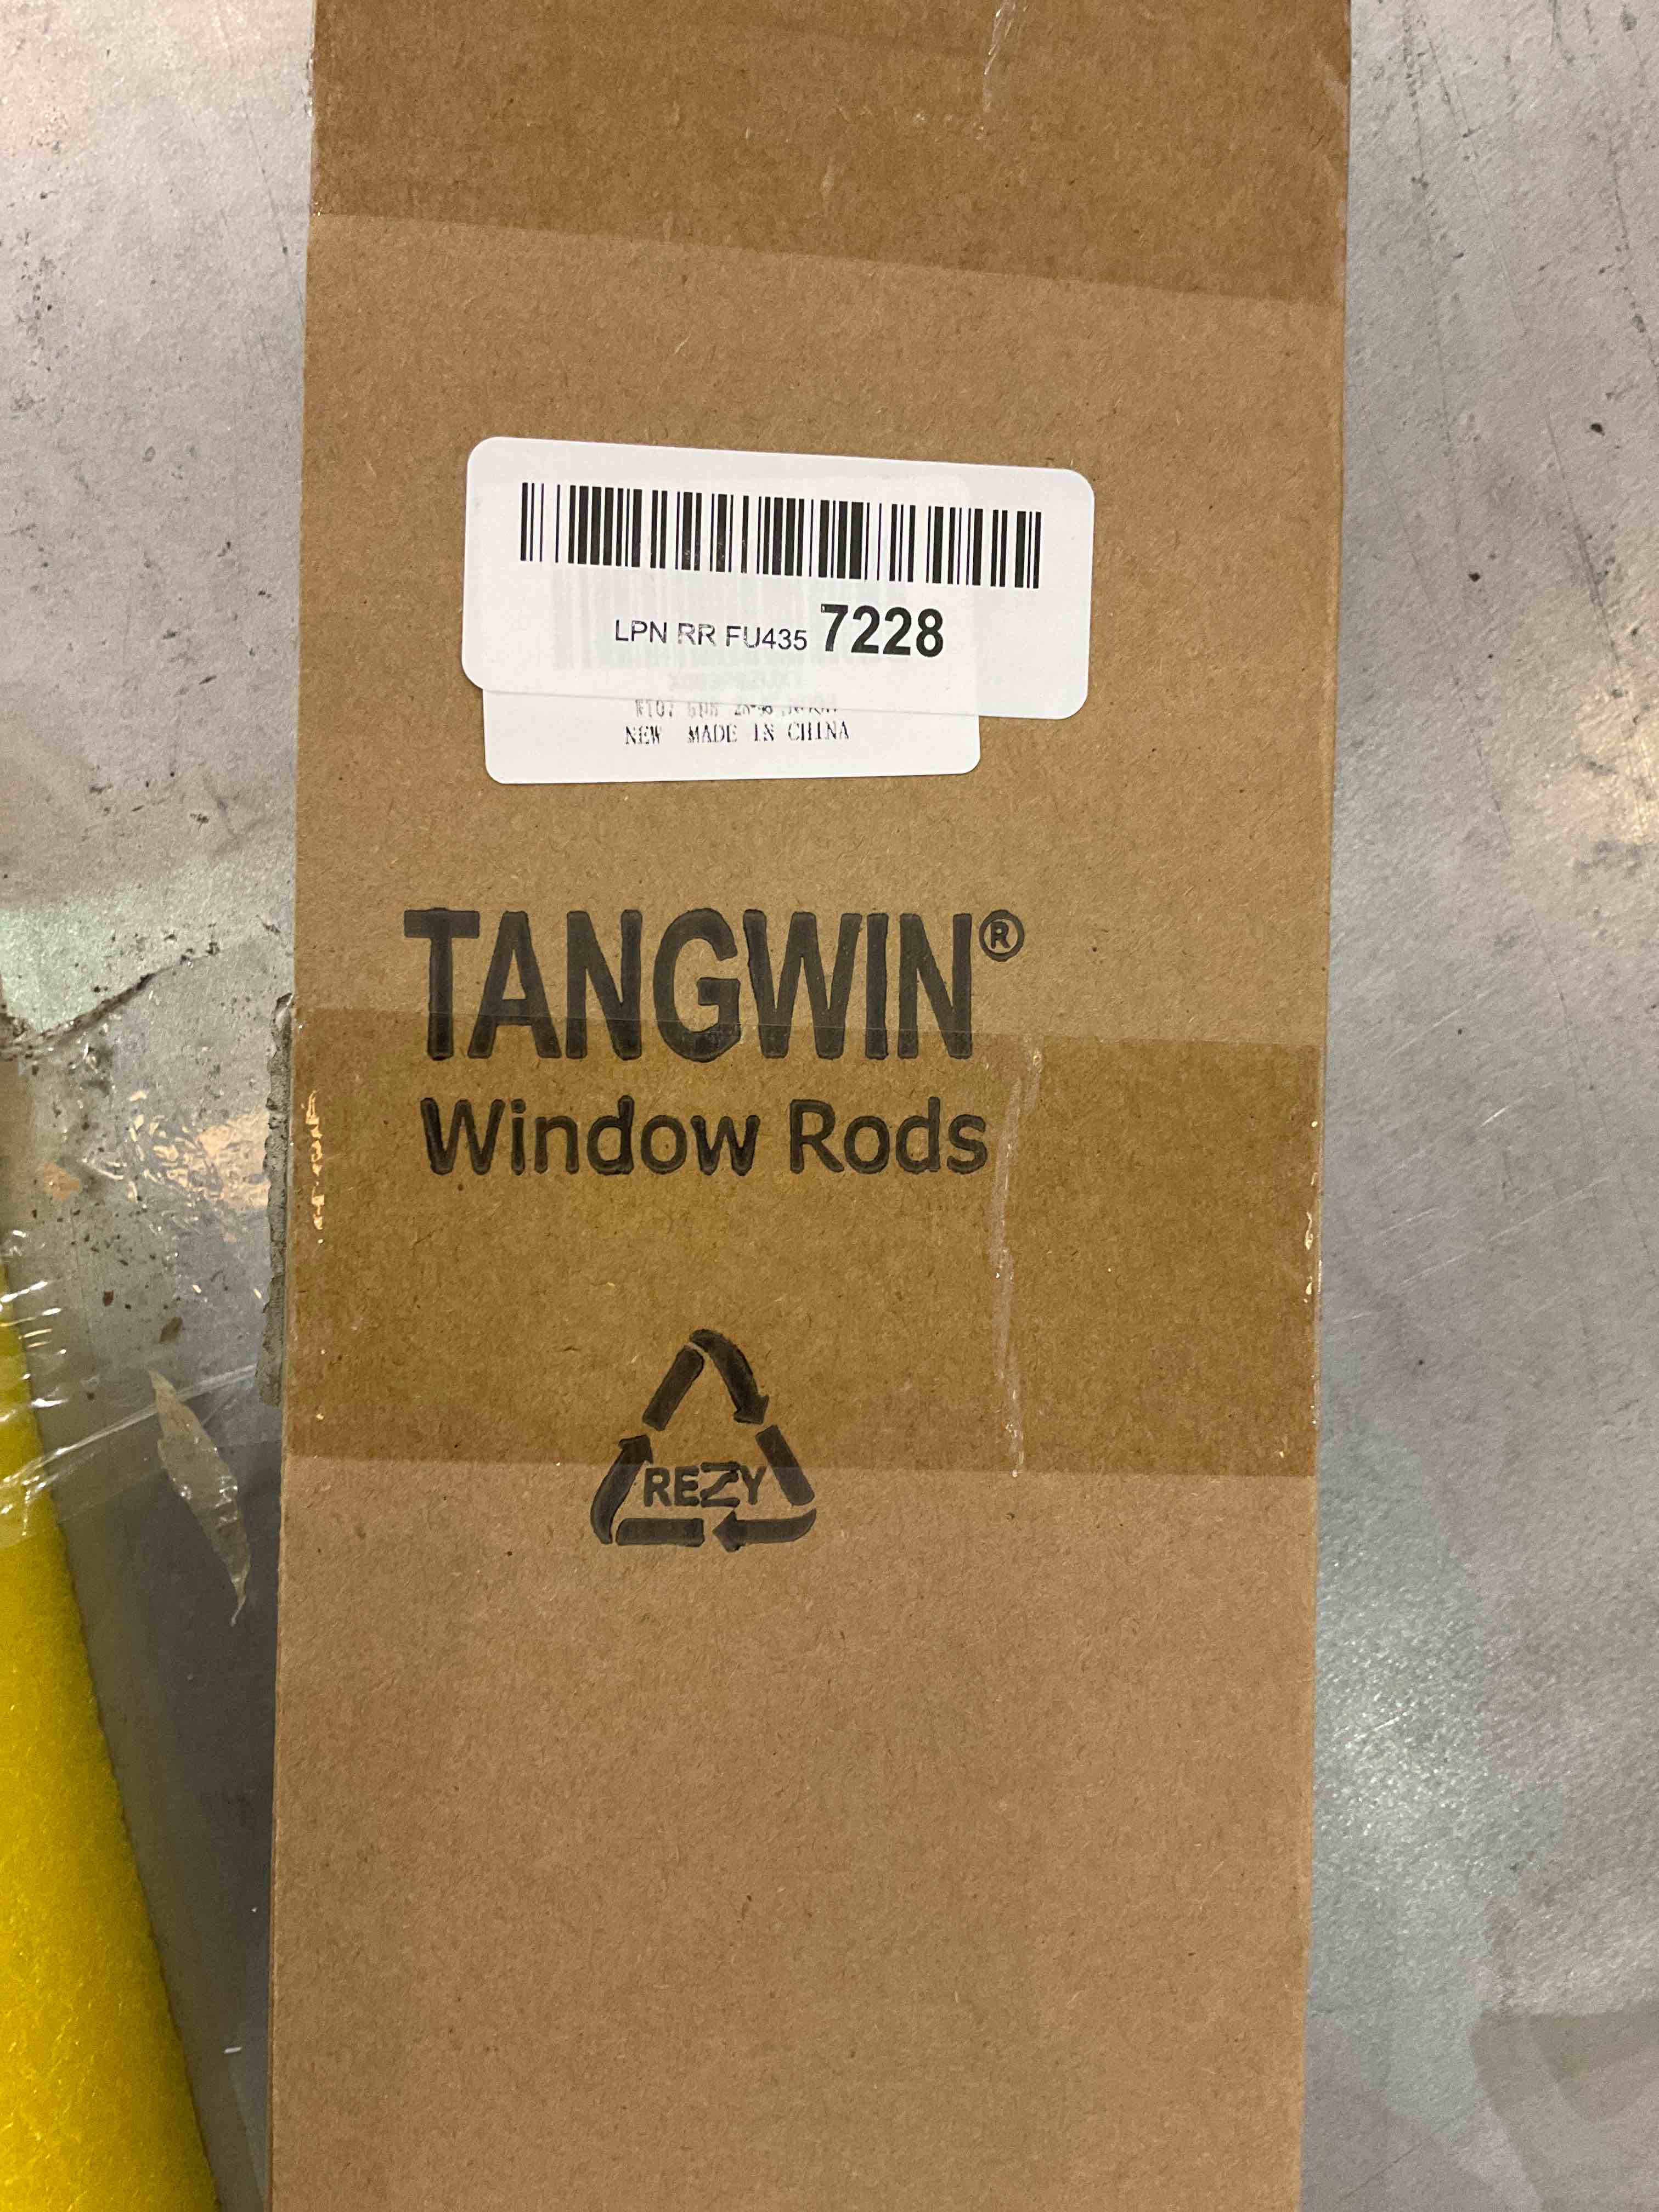 LPN RR FU435 7228
NEW MADE IN CHINA
TANGWIN®
Window Rods
REZY